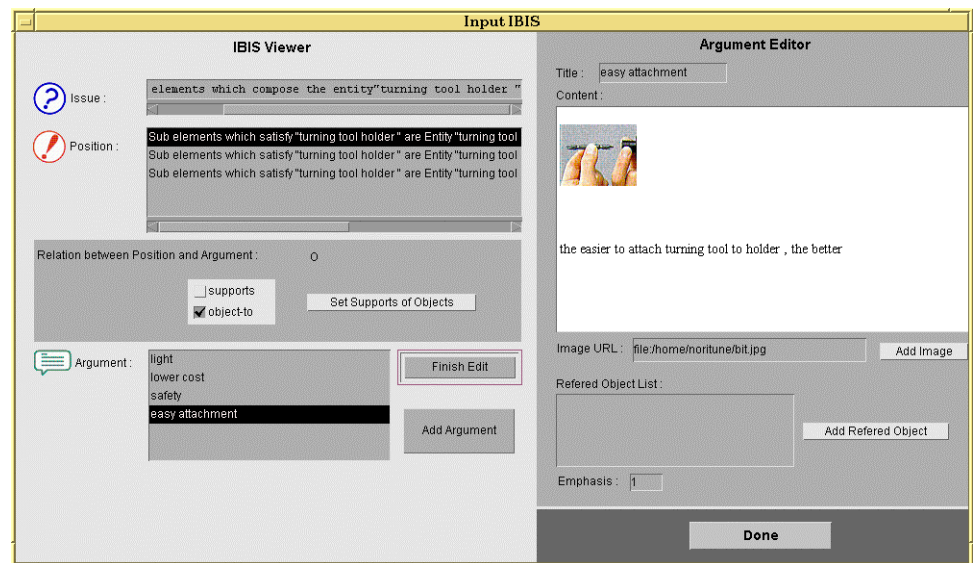 Input IBIS
IBIS Viewer
Issue :
elements which compose the entity"turning tool holder "
Position :
Sub elements which satisfy "turning tool holder " are Entity "turning tool
Sub elements which satisfy "turning tool holder " are Entity "turning tool
Sub elements which satisfy "turning tool holder " are Entity "turning tool
Relation between Position and Argument :
O
supports
object-to
Set Supports of Objects
Argument :
light
lower cost
safety
easy attachment
Finish Edit
Add Argument
Argument Editor
Title :
easy attachment
Content :
the easier to attach turning tool to holder , the better
Image URL :
file:/home/noritune/bit.jpg
Add Image
Refered Object List :
Add Refered Object
Emphasis :
1
Done